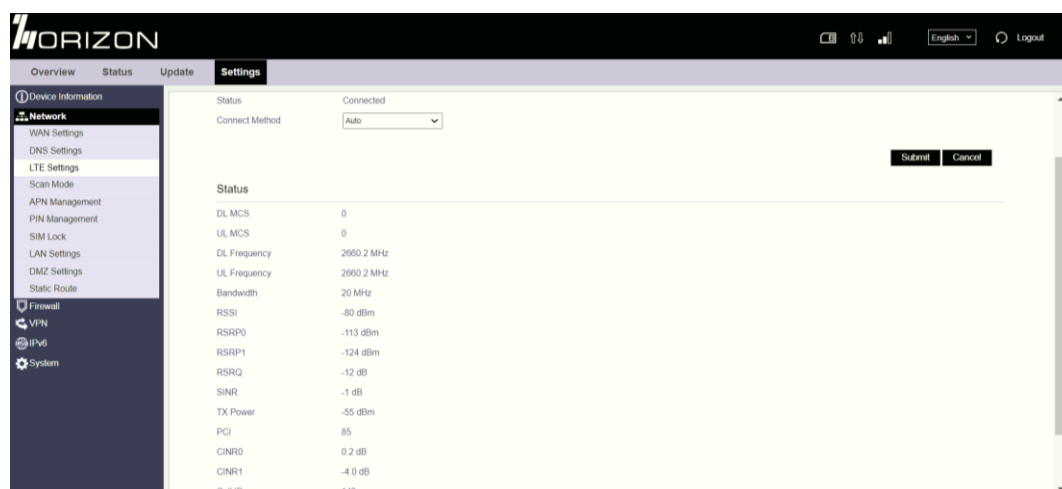 HORIZON
English
Logout
Overview Status Update Settings
Device Information
Network
WAN Settings
DNS Settings
LTE Settings
Scan Mode
APN Management
PIN Management
SIM Lock
LAN Settings
DMZ Settings
Static Route
Firewall
VPN
IPv6
System
Status Connected
Connect Method Auto
Submit Cancel
Status
DL MCS 0
UL MCS 0
DL Frequency 2660.2 MHz
UL Frequency 2660.2 MHz
Bandwidth 20 MHz
RSSI -80 dBm
RSRP0 -113 dBm
RSRP1 -124 dBm
RSRQ -12 dB
SINR -1 dB
TX Power -55 dBm
PCI 85
CINR0 0.2 dB
CINR1 -4.0 dB